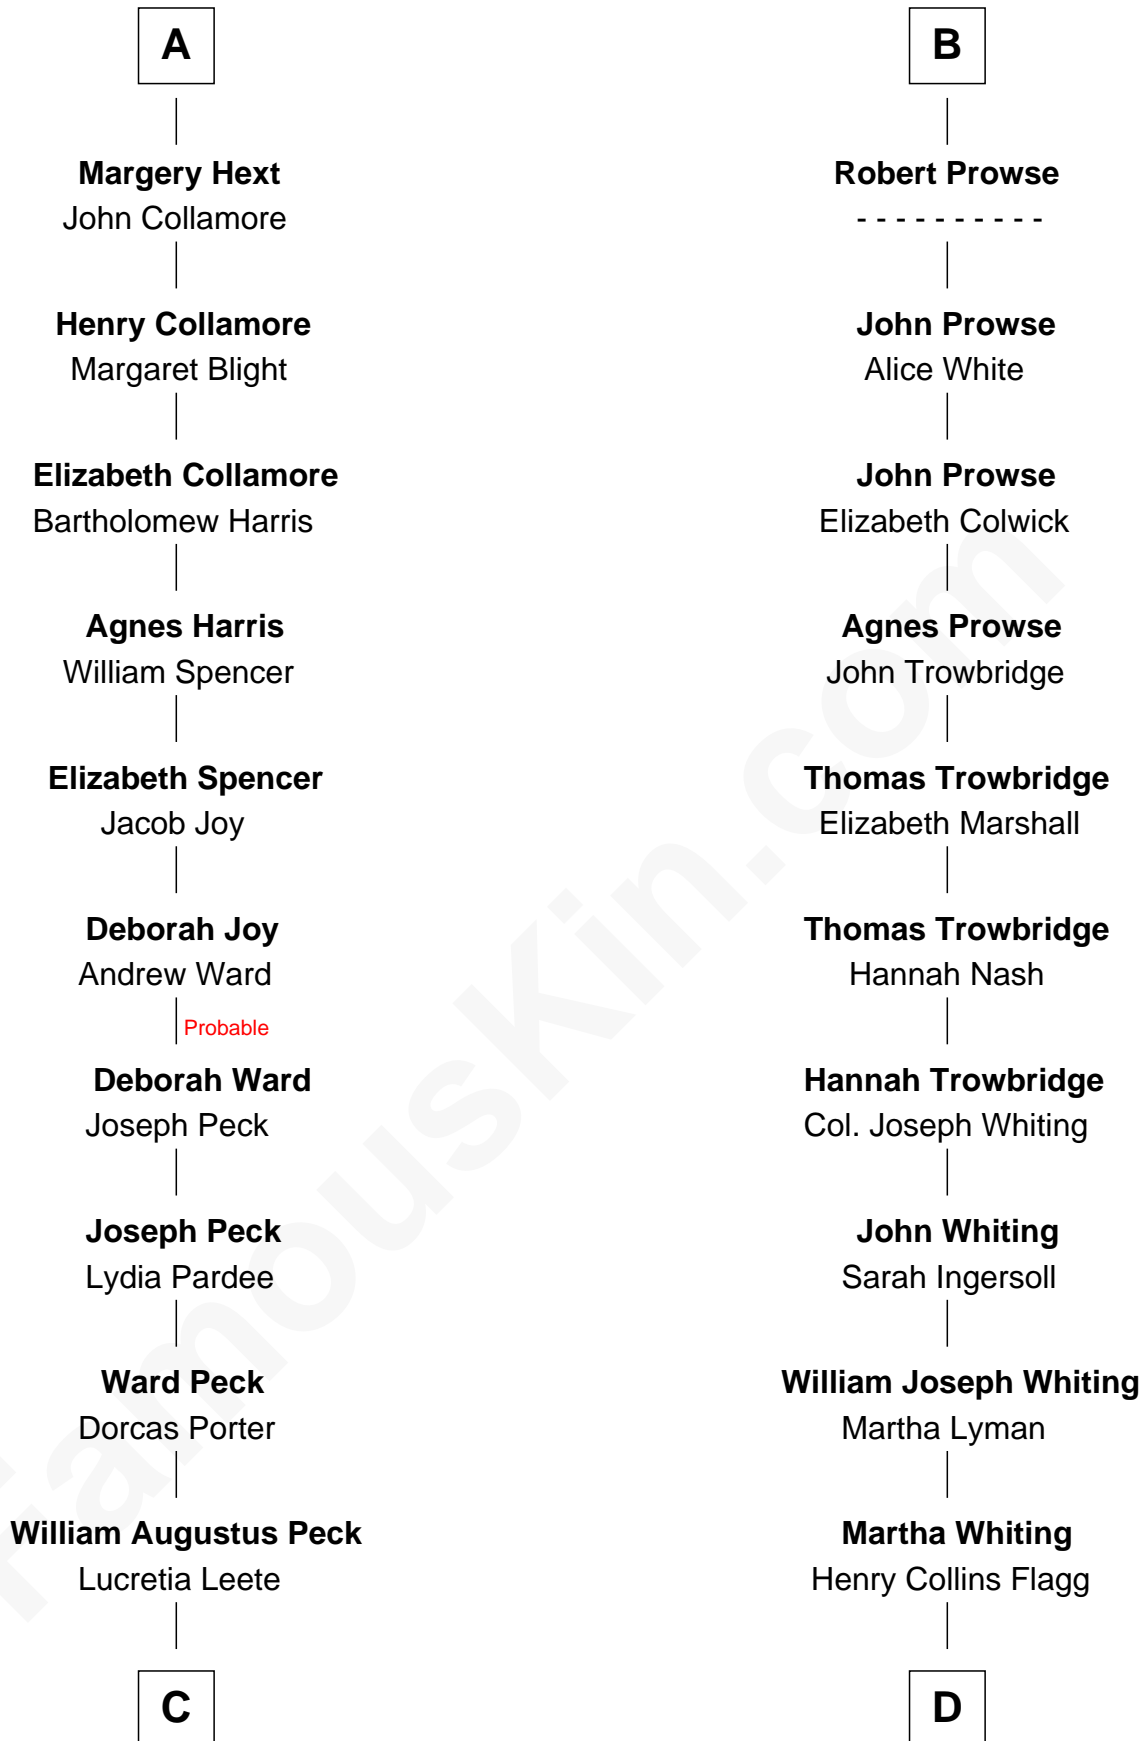 A
Margery Hext
John Collamore
Henry Collamore
Margaret Blight
Elizabeth Collamore
Bartholomew Harris
Agnes Harris
William Spencer
Elizabeth Spencer
Jacob Joy
Deborah Joy
Andrew Ward
Probable
Deborah Ward
Joseph Peck
Joseph Peck
Lydia Pardee
Ward Peck
Dorcas Porter
William Augustus Peck
Lucretia Leete
C
B
Robert Prowse
- - - - - - - - - -
John Prowse
Alice White
John Prowse
Elizabeth Colwick
Agnes Prowse
John Trowbridge
Thomas Trowbridge
Elizabeth Marshall
Thomas Trowbridge
Hannah Nash
Hannah Trowbridge
Col. Joseph Whiting
John Whiting
Sarah Ingersoll
William Joseph Whiting
Martha Lyman
Martha Whiting
Henry Collins Flagg
D
FamousKin.com